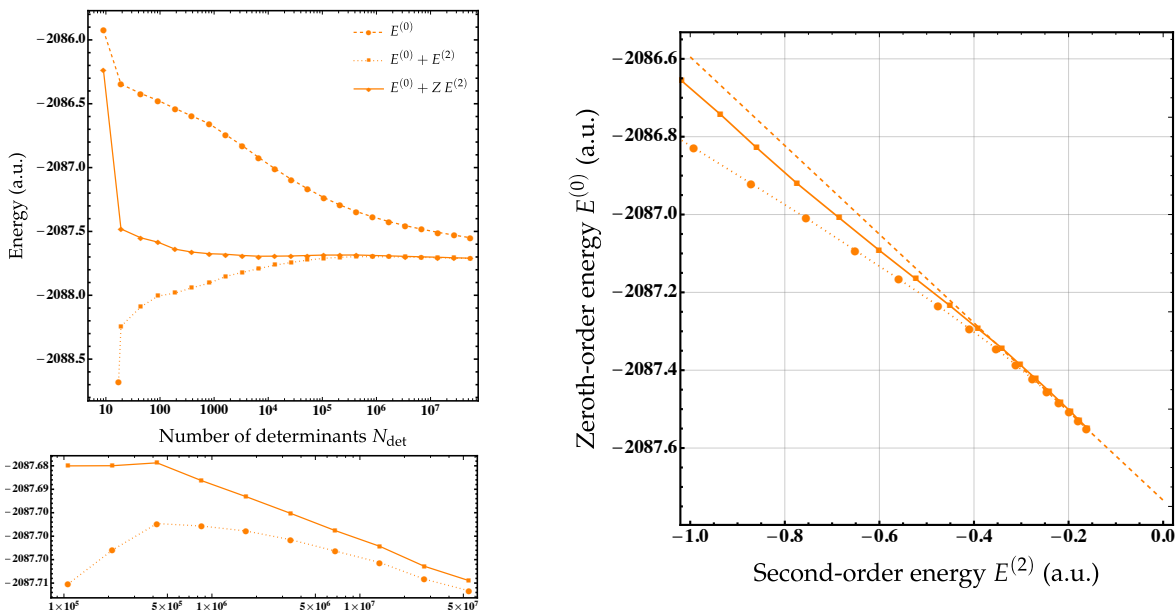 −2086.0
−2086.5
−2087.0
−2087.5
−2088.0
−2088.5
Energy (a.u.)
E⁽⁰⁾
E⁽⁰⁾ + E⁽²⁾
E⁽⁰⁾ + Z E⁽²⁾
10 100 1000 10⁴ 10⁵ 10⁶ 10⁷
Number of determinants N_det
−2087.68
−2087.69
−2087.69
−2087.70
−2087.70
−2087.71
1×10⁵ 5×10⁵ 1×10⁶ 5×10⁶ 1×10⁷ 5×10⁷
−2086.6
−2086.8
−2087.0
−2087.2
−2087.4
−2087.6
Zeroth-order energy E⁽⁰⁾ (a.u.)
−1.0 −0.8 −0.6 −0.4 −0.2 0.0
Second-order energy E⁽²⁾ (a.u.)